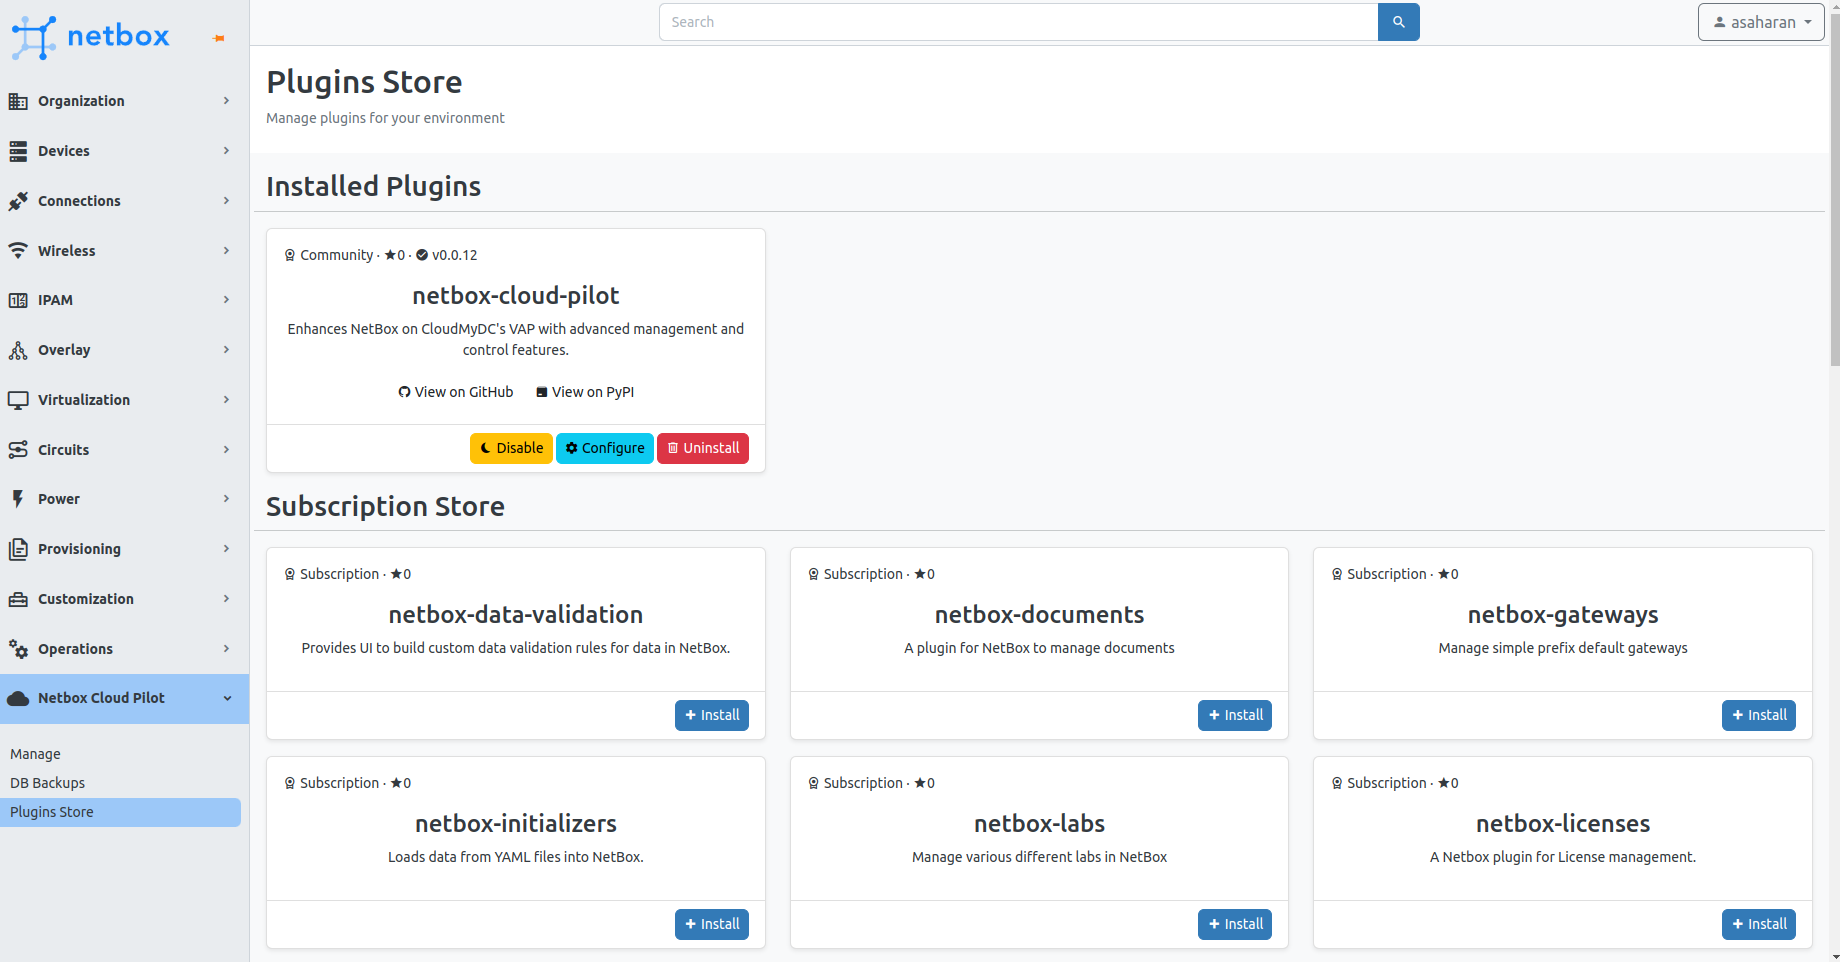 netbox
Search
asaharan
Organization
Devices
Connections
Wireless
IPAM
Overlay
Virtualization
Circuits
Power
Provisioning
Customization
Operations
Netbox Cloud Pilot
Manage
DB Backups
Plugins Store
Plugins Store
Manage plugins for your environment
Installed Plugins
Community · ★0 · v0.0.12
netbox-cloud-pilot
Enhances NetBox on CloudMyDC's VAP with advanced management and
control features.
View on GitHub View on PyPI
Disable Configure Uninstall
Subscription Store
Subscription · ★0
netbox-data-validation
Provides UI to build custom data validation rules for data in NetBox.
+ Install
Subscription · ★0
netbox-documents
A plugin for NetBox to manage documents
+ Install
Subscription · ★0
netbox-gateways
Manage simple prefix default gateways
+ Install
Subscription · ★0
netbox-initializers
Loads data from YAML files into NetBox.
+ Install
Subscription · ★0
netbox-labs
Manage various different labs in NetBox
+ Install
Subscription · ★0
netbox-licenses
A Netbox plugin for License management.
+ Install